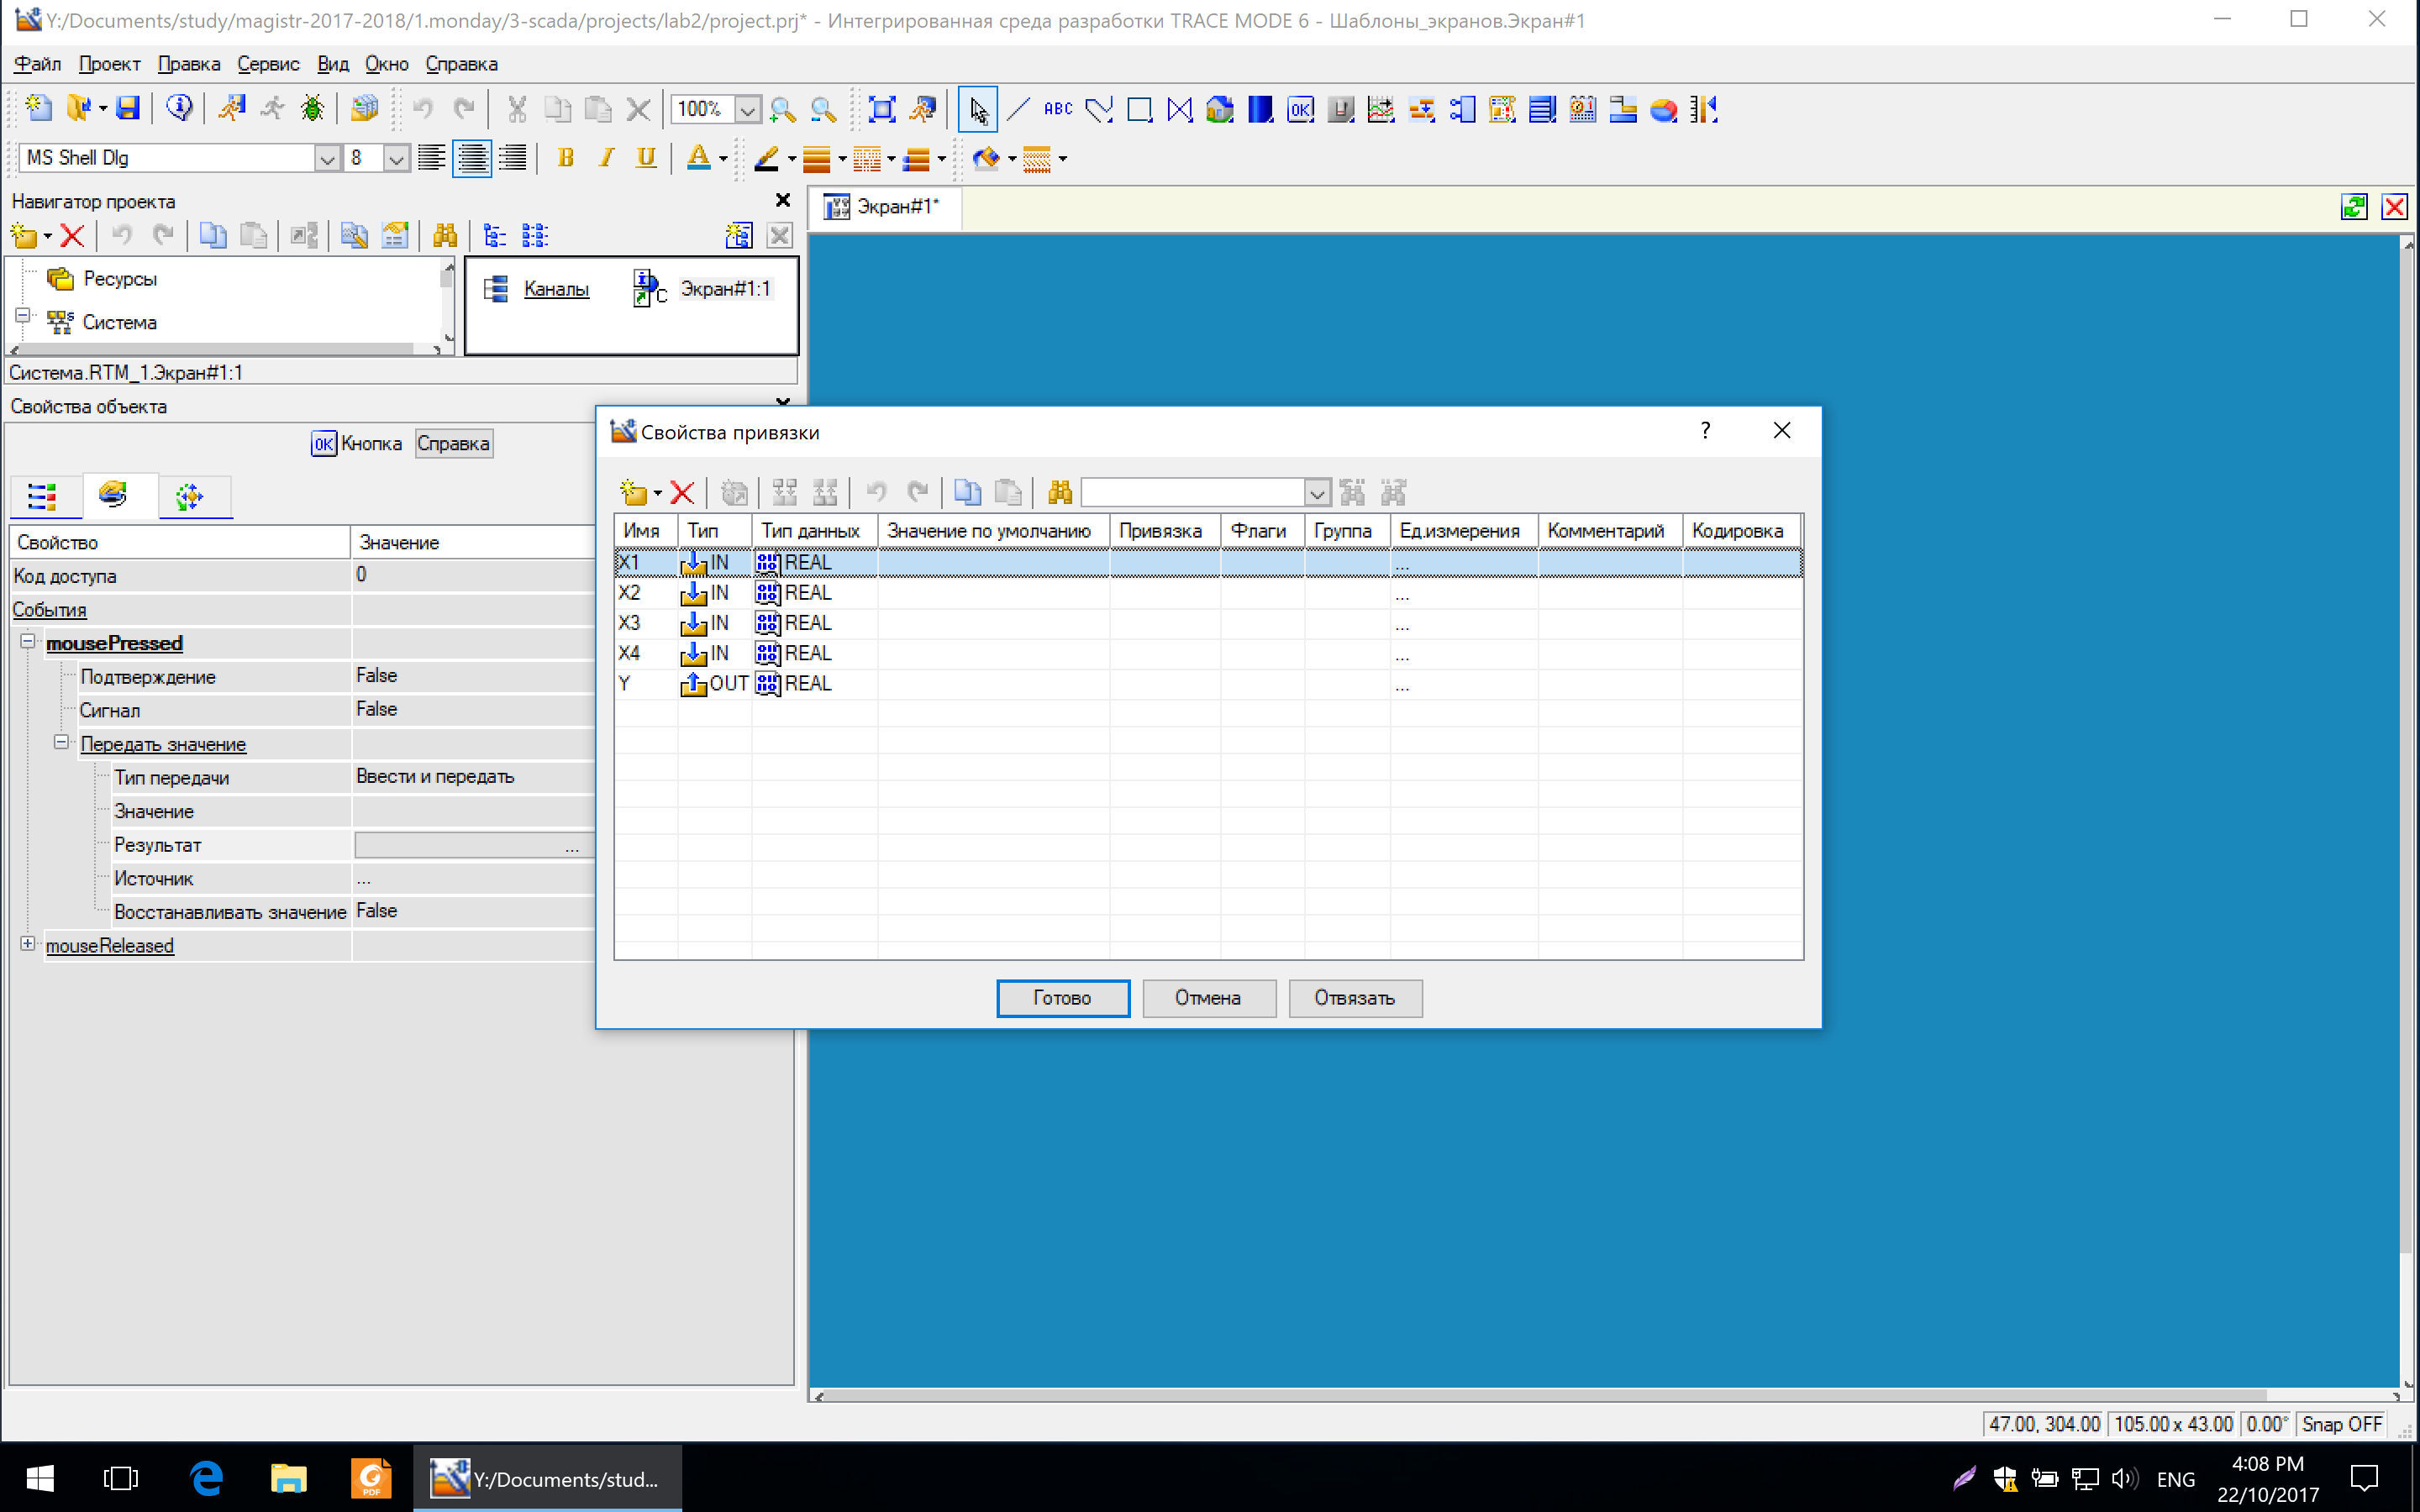 Y:/Documents/study/magistr-2017-2018/1.monday/3-scada/projects/lab2/project.prj* - Интегрированная среда разработки TRACE MODE 6 - Шаблоны_экранов.Экран#1
Файл Проект Правка Сервис Вид Окно Справка
100% ABC OK
MS Shell Dlg 8 B I U A
Навигатор проекта
Экран#1*
Ресурсы
Система
Каналы
Экран#1:1
Система.RTM_1.Экран#1:1
Свойства объекта
OK Кнопка Справка
Свойство Значение
Код доступа 0
События
mousePressed
Подтверждение False
Сигнал False
Передать значение
Тип передачи Ввести и передать
Значение
Результат ...
Источник ...
Восстанавливать значение False
mouseReleased
Свойства привязки ?
Имя Тип Тип данных Значение по умолчанию Привязка Флаги Группа Ед.измерения Комментарий Кодировка
X1 IN REAL ...
X2 IN REAL ...
X3 IN REAL ...
X4 IN REAL ...
Y OUT REAL ...
Готово Отмена Отвязать
47.00, 304.00 105.00 x 43.00 0.00° Snap OFF
PDF
Y:/Documents/stud...
ENG
4:08 PM
22/10/2017